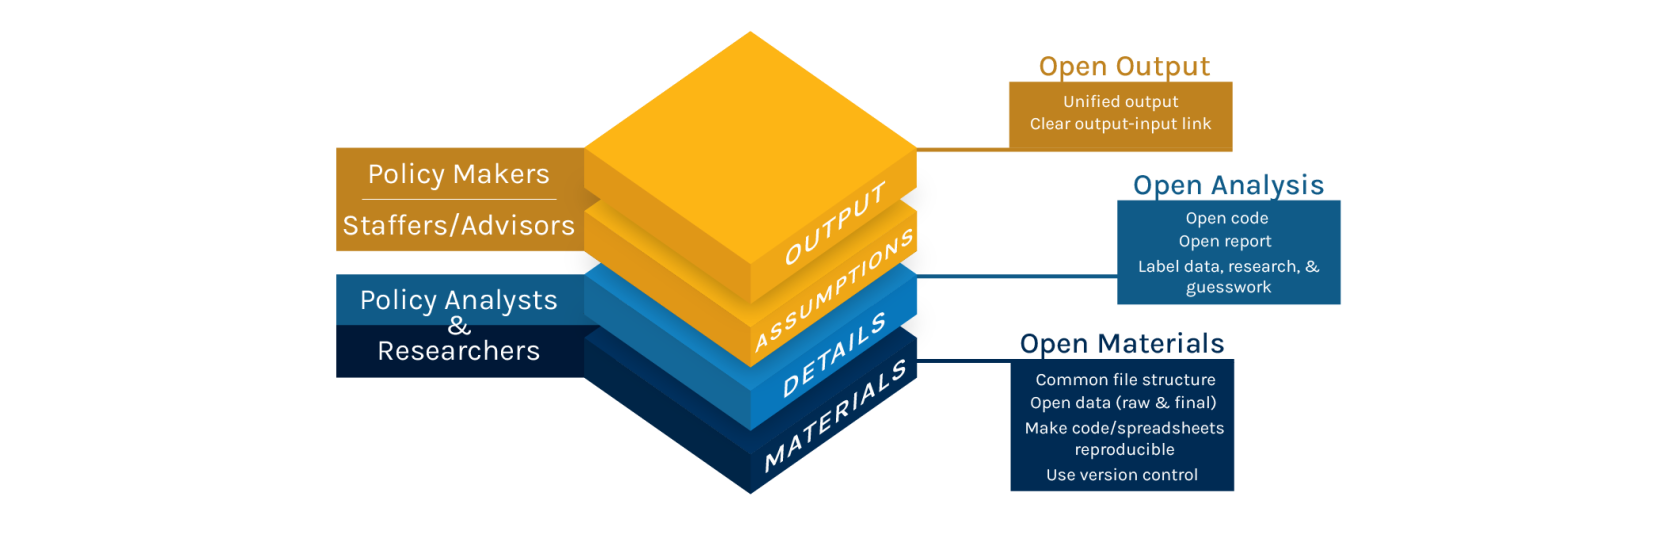 Policy Makers
Staffers/Advisors
Policy Analysts
&
Researchers
OUTPUT
ASSUMPTIONS
DETAILS
MATERIALS
Open Output
Unified output
Clear output-input link
Open Analysis
Open code
Open report
Label data, research, &
guesswork
Open Materials
Common file structure
Open data (raw & final)
Make code/spreadsheets
reproducible
Use version control